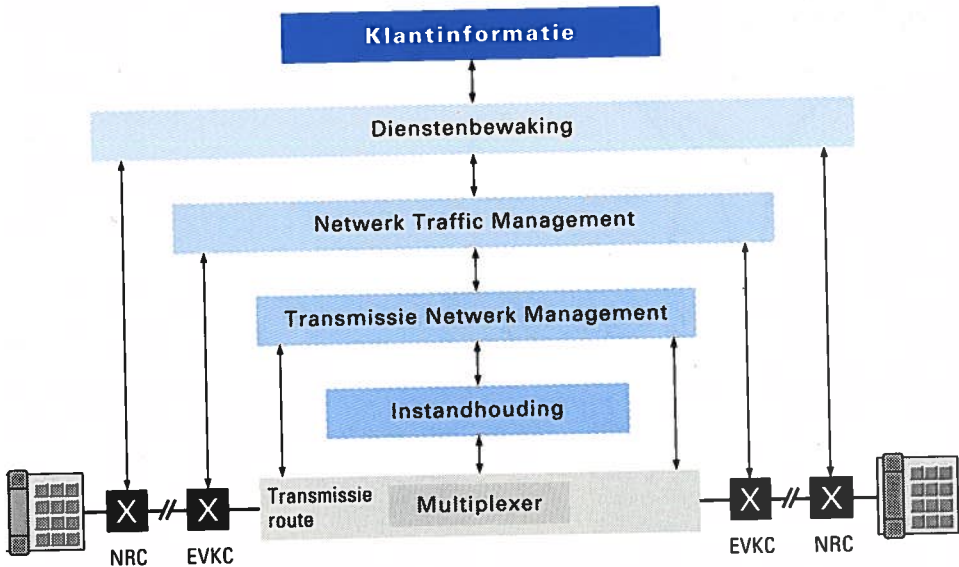 Klantinformatie
Dienstenbewaking
Netwerk Traffic Management
Transmissie Netwerk Management
Instandhouding
Transmissie
route
Multiplexer
X
X
X
X
NRC
EVKC
EVKC
NRC